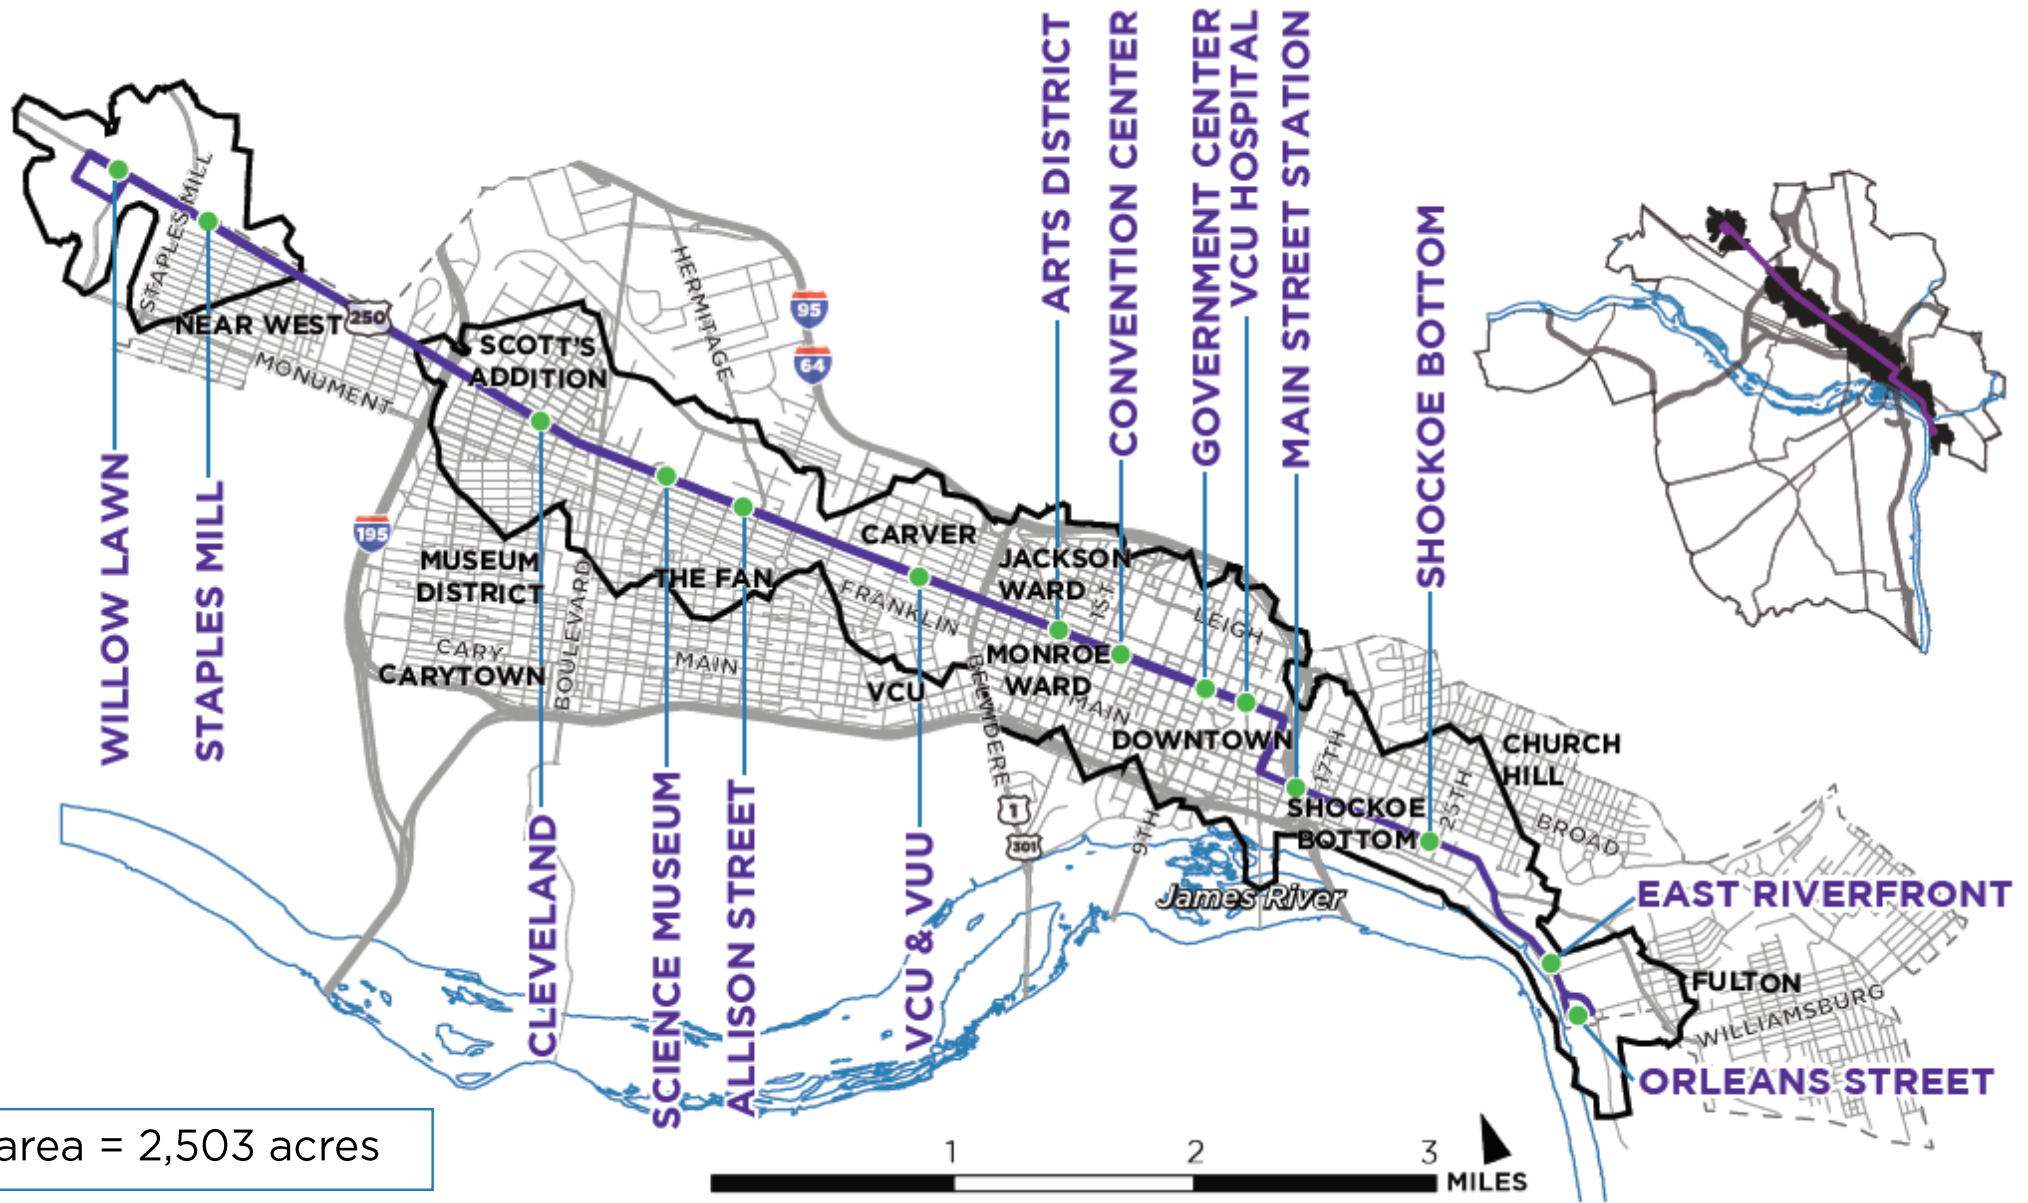 ARTS DISTRICT
CONVENTION CENTER
GOVERNMENT CENTER
VCU HOSPITAL
MAIN STREET STATION
SHOCKOE BOTTOM
STAPLES MILL
NEAR WEST
250
MONUMENT
SCOTT'S
ADDITION
HERMITAGE
95
64
195
WILLOW LAWN
STAPLES MILL
MUSEUM
DISTRICT
BOULEVARD
THE FAN
CARVER
JACKSON
WARD
1ST
LEIGH
FRANKLIN
CARY
CARYTOWN
MAIN
VCU
BELVIDERE
MONROE
WARD
MAIN
DOWNTOWN
17TH
CHURCH
HILL
SHOCKOE
BOTTOM
25TH
BROAD
1
301
9TH
James River
CLEVELAND
SCIENCE MUSEUM
ALLISON STREET
VCU & VUU
EAST RIVERFRONT
FULTON
WILLIAMSBURG
ORLEANS STREET
area = 2,503 acres
1 2 3
MILES